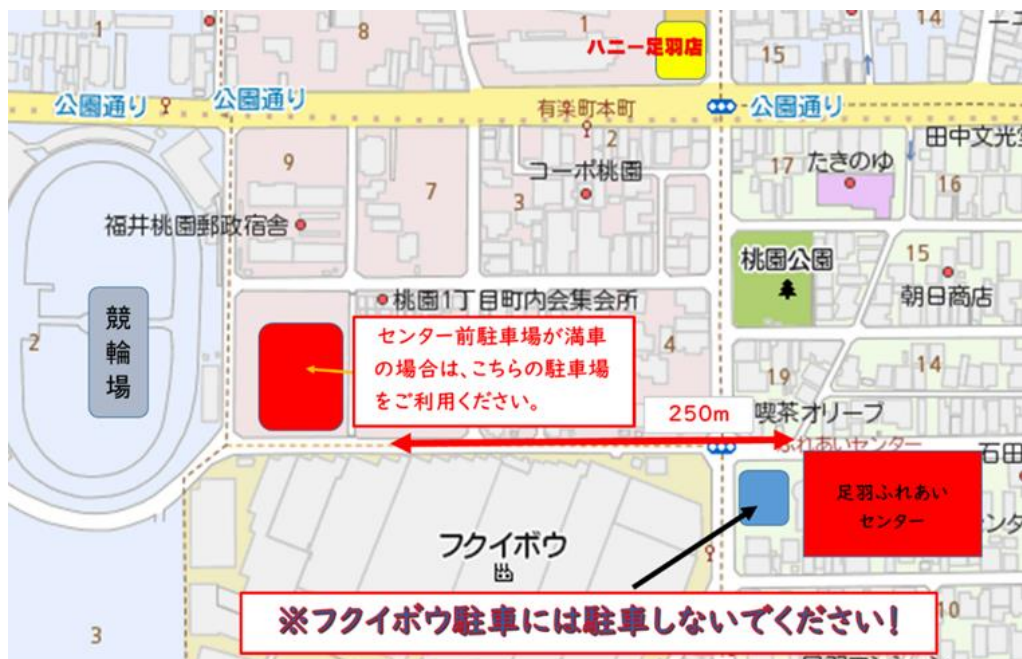 1
8
1
ハニー足羽店
15
14
公園通り
公園通り
有楽町本町
公園通り
9
7
2
コーポ桃園
3
17
たきのゆ
田中文光堂
16
福井桃園郵政宿舎
桃園公園
15
朝日商店
競輪場
2
桃園1丁目町内会集会所
センター前駐車場が満車
の場合は、こちらの駐車場
をご利用ください。
4
19
14
250m
喫茶オリーブ
ふれあいセンター
石田
足羽ふれあい
センター
ンタ
フクイボウ
※フクイボウ駐車には駐車しないでください!
3
10